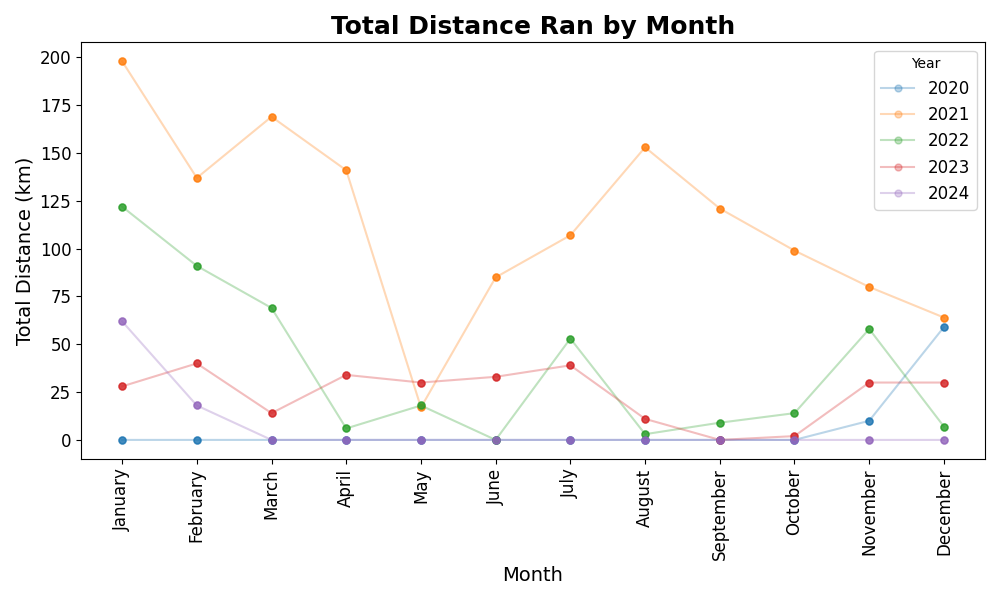 Total Distance Ran by Month
Total Distance (km)
200
175
150
125
100
75
50
25
0
Year
2020
2021
2022
2023
2024
January
February
March
April
May
June
July
August
September
October
November
December
Month